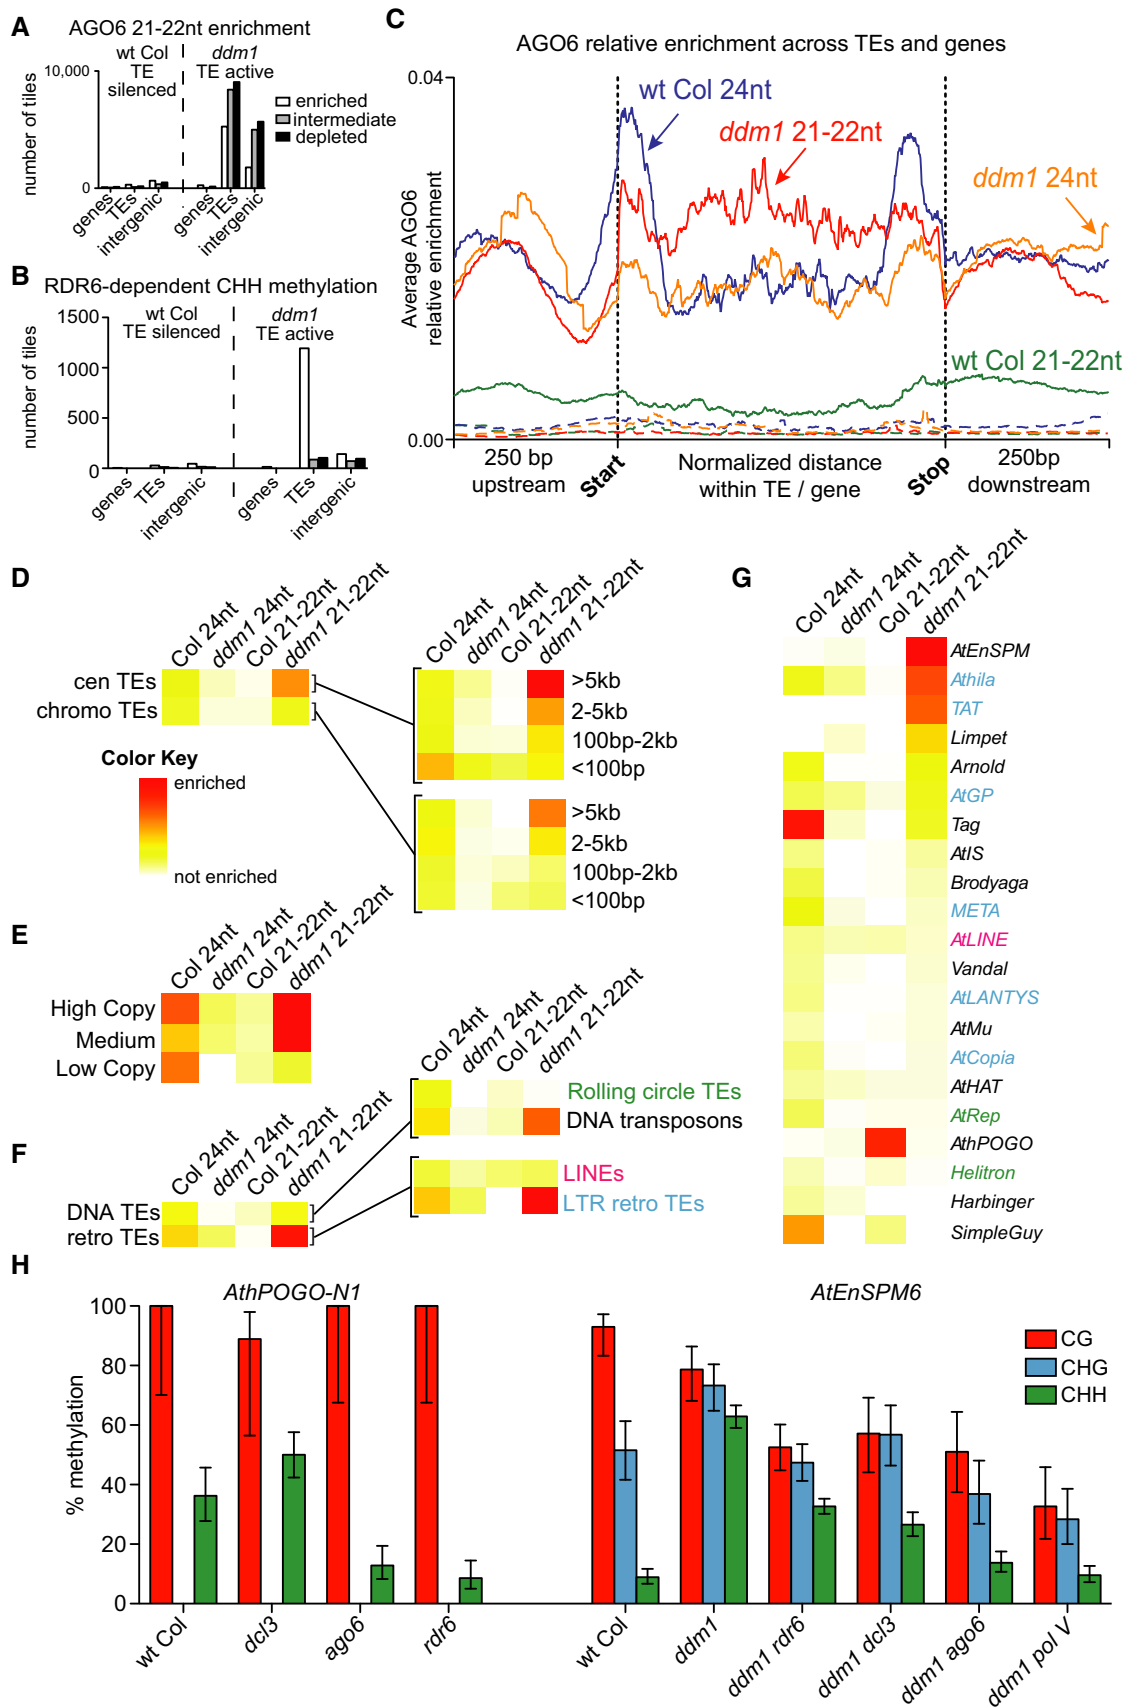 A
AGO6 21-22nt enrichment
wt Col
TE
silenced
ddm1
TE active
10,000
0
number of tiles
enriched
intermediate
depleted
genes
TEs
intergenic
genes
TEs
intergenic
B
RDR6-dependent CHH methylation
wt Col
TE silenced
ddm1
TE active
1500
1000
500
0
number of tiles
genes
TEs
intergenic
genes
TEs
intergenic
C
AGO6 relative enrichment across TEs and genes
0.04
0.00
Average AGO6
relative enrichment
wt Col 24nt
ddm1 21-22nt
ddm1 24nt
wt Col 21-22nt
250 bp
upstream
Start
Normalized distance
within TE / gene
Stop
250bp
downstream
D
Col 24nt
ddm1 24nt
Col 21-22nt
ddm1 21-22nt
cen TEs
chromo TEs
Color Key
enriched
not enriched
Col 24nt
ddm1 24nt
Col 21-22nt
ddm1 21-22nt
>5kb
2-5kb
100bp-2kb
<100bp
>5kb
2-5kb
100bp-2kb
<100bp
E
Col 24nt
ddm1 24nt
Col 21-22nt
ddm1 21-22nt
High Copy
Medium
Low Copy
F
Col 24nt
ddm1 24nt
Col 21-22nt
ddm1 21-22nt
DNA TEs
retro TEs
Col 24nt
ddm1 24nt
Col 21-22nt
ddm1 21-22nt
Rolling circle TEs
DNA transposons
LINEs
LTR retro TEs
G
Col 24nt
ddm1 24nt
Col 21-22nt
ddm1 21-22nt
AtEnSPM
Athila
TAT
Limpet
Arnold
AtGP
Tag
AtIS
Brodyaga
META
AtLINE
Vandal
AtLANTYS
AtMu
AtCopia
AtHAT
AtRep
AthPOGO
Helitron
Harbinger
SimpleGuy
H
AthPOGO-N1
AtEnSPM6
100
80
60
40
20
0
% methylation
CG
CHG
CHH
wt Col
dcl3
ago6
rdr6
wt Col
ddm1
ddm1 rdr6
ddm1 dcl3
ddm1 ago6
ddm1 pol V